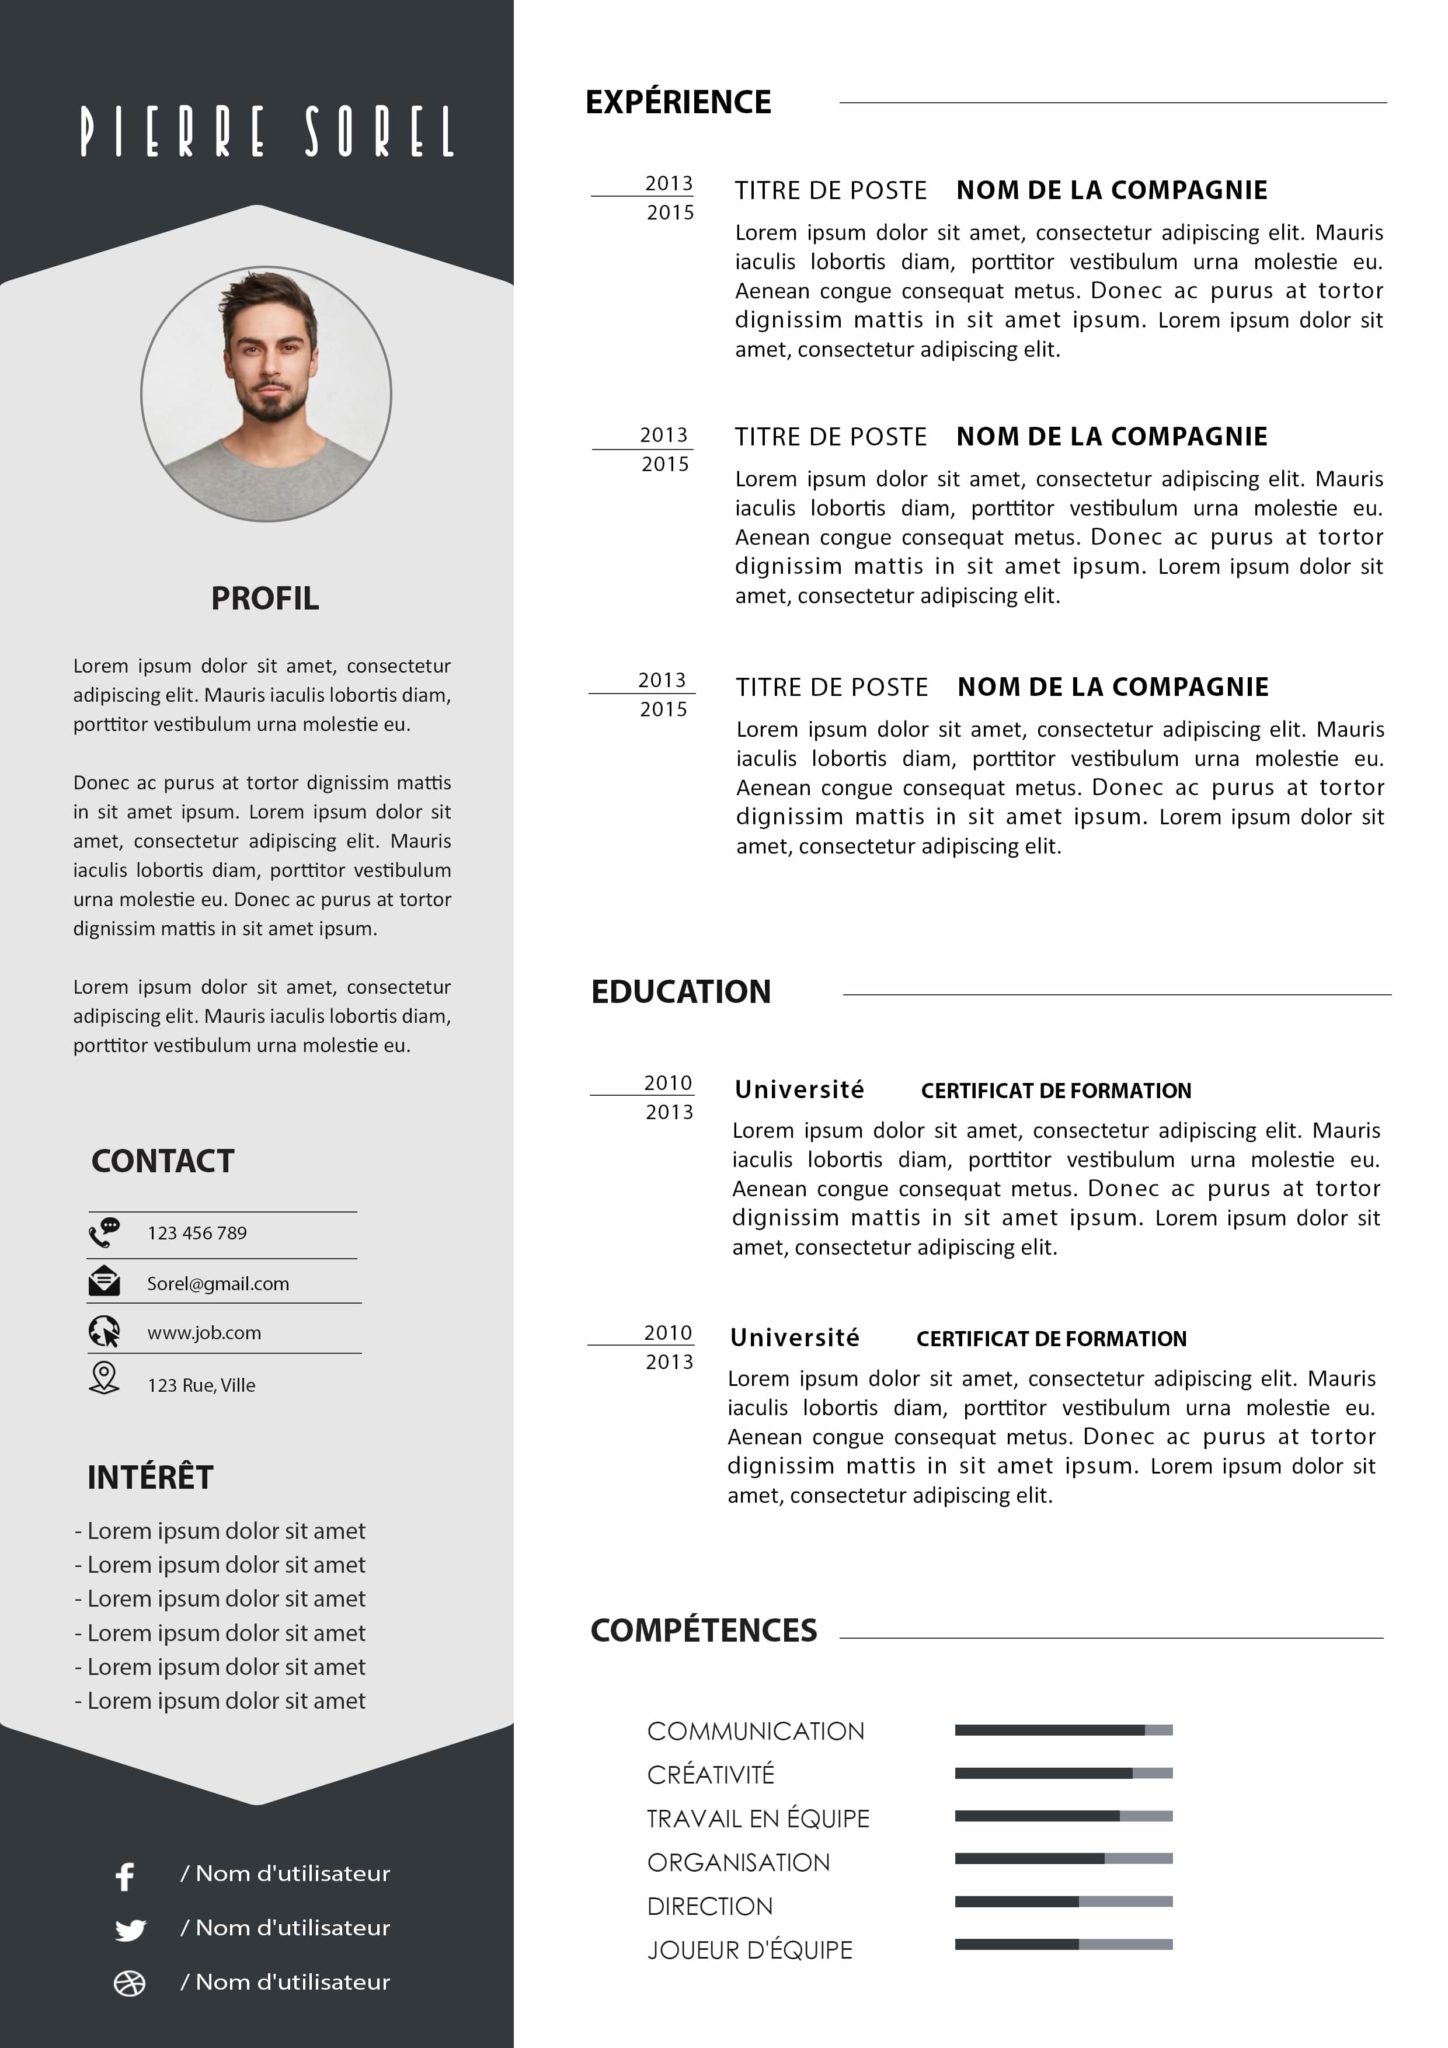 PIERRE SOREL
PROFIL
Lorem ipsum dolor sit amet, consectetur
adipiscing elit. Mauris iaculis lobortis diam,
porttitor vestibulum urna molestie eu.
Donec ac purus at tortor dignissim mattis
in sit amet ipsum. Lorem ipsum dolor sit
amet, consectetur adipiscing elit. Mauris
iaculis lobortis diam, porttitor vestibulum
urna molestie eu. Donec ac purus at tortor
dignissim mattis in sit amet ipsum.
Lorem ipsum dolor sit amet, consectetur
adipiscing elit. Mauris iaculis lobortis diam,
porttitor vestibulum urna molestie eu.
CONTACT
123 456 789
Sorel@gmail.com
www.job.com
123 Rue, Ville
INTÉRÊT
- Lorem ipsum dolor sit amet
- Lorem ipsum dolor sit amet
- Lorem ipsum dolor sit amet
- Lorem ipsum dolor sit amet
- Lorem ipsum dolor sit amet
- Lorem ipsum dolor sit amet
/ Nom d'utilisateur
/ Nom d'utilisateur
/ Nom d'utilisateur
EXPÉRIENCE
2013
2015
TITRE DE POSTE NOM DE LA COMPAGNIE
Lorem ipsum dolor sit amet, consectetur adipiscing elit. Mauris
iaculis lobortis diam, porttitor vestibulum urna molestie eu.
Aenean congue consequat metus. Donec ac purus at tortor
dignissim mattis in sit amet ipsum. Lorem ipsum dolor sit
amet, consectetur adipiscing elit.
2013
2015
TITRE DE POSTE NOM DE LA COMPAGNIE
Lorem ipsum dolor sit amet, consectetur adipiscing elit. Mauris
iaculis lobortis diam, porttitor vestibulum urna molestie eu.
Aenean congue consequat metus. Donec ac purus at tortor
dignissim mattis in sit amet ipsum. Lorem ipsum dolor sit
amet, consectetur adipiscing elit.
2013
2015
TITRE DE POSTE NOM DE LA COMPAGNIE
Lorem ipsum dolor sit amet, consectetur adipiscing elit. Mauris
iaculis lobortis diam, porttitor vestibulum urna molestie eu.
Aenean congue consequat metus. Donec ac purus at tortor
dignissim mattis in sit amet ipsum. Lorem ipsum dolor sit
amet, consectetur adipiscing elit.
EDUCATION
2010
2013
Université CERTIFICAT DE FORMATION
Lorem ipsum dolor sit amet, consectetur adipiscing elit. Mauris
iaculis lobortis diam, porttitor vestibulum urna molestie eu.
Aenean congue consequat metus. Donec ac purus at tortor
dignissim mattis in sit amet ipsum. Lorem ipsum dolor sit
amet, consectetur adipiscing elit.
2010
2013
Université CERTIFICAT DE FORMATION
Lorem ipsum dolor sit amet, consectetur adipiscing elit. Mauris
iaculis lobortis diam, porttitor vestibulum urna molestie eu.
Aenean congue consequat metus. Donec ac purus at tortor
dignissim mattis in sit amet ipsum. Lorem ipsum dolor sit
amet, consectetur adipiscing elit.
COMPÉTENCES
COMMUNICATION
CRÉATIVITÉ
TRAVAIL EN ÉQUIPE
ORGANISATION
DIRECTION
JOUEUR D'ÉQUIPE